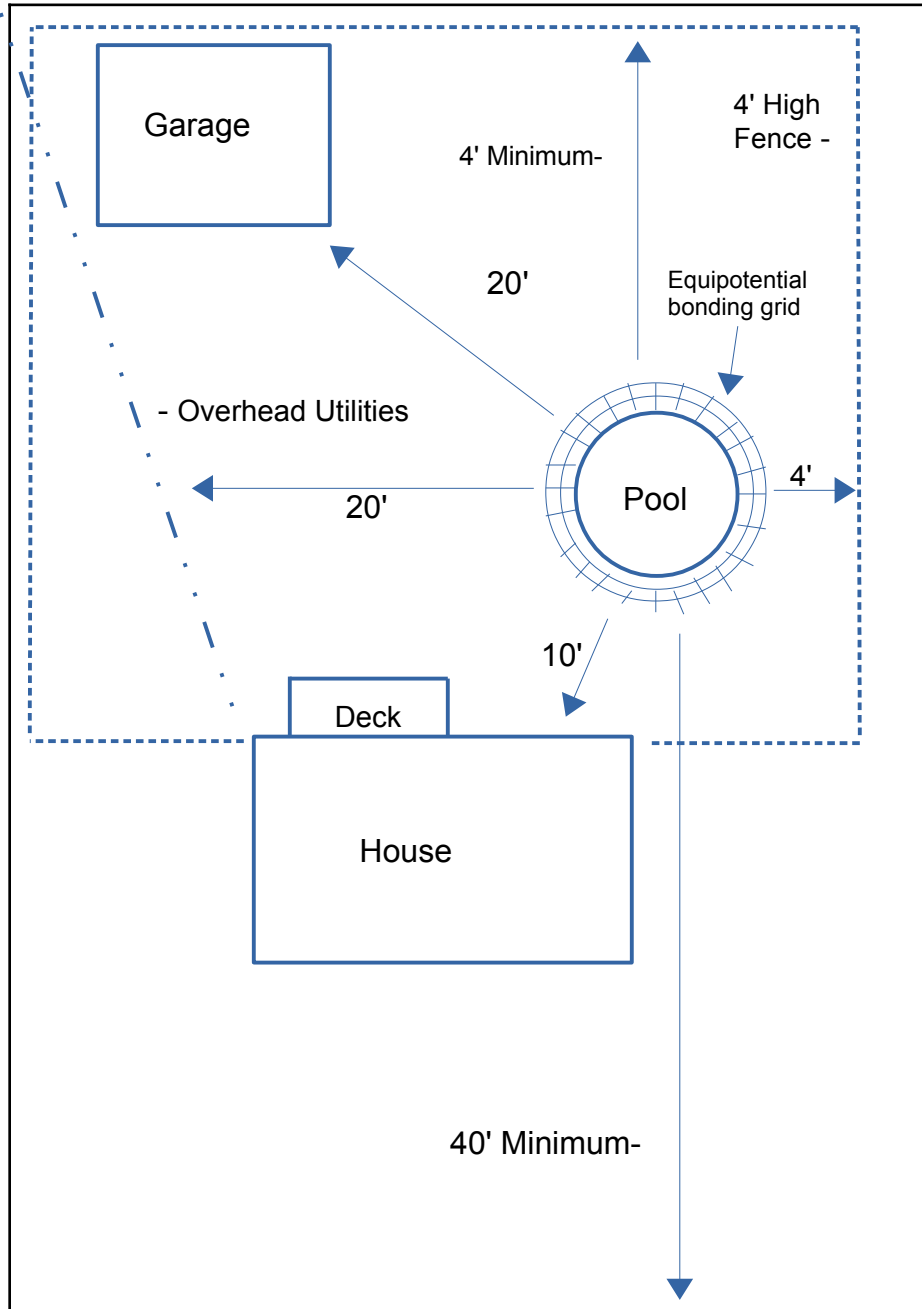 Garage
4' High
Fence -
4' Minimum-
20'
Equipotential
bonding grid
- Overhead Utilities
20'
Pool
4'
10'
Deck
House
40' Minimum-